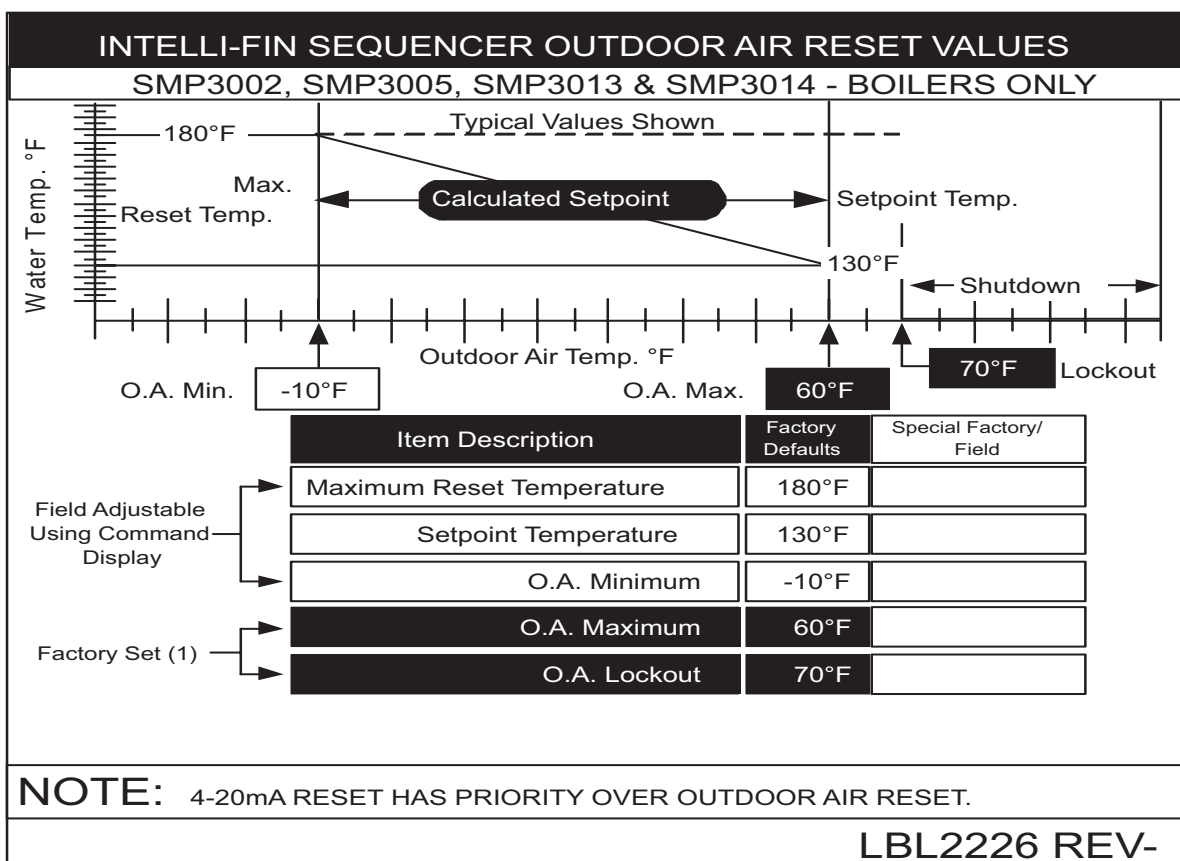 INTELLI-FIN SEQUENCER OUTDOOR AIR RESET VALUES
SMP3002, SMP3005, SMP3013 & SMP3014 - BOILERS ONLY
Typical Values Shown
180°F
Water Temp. °F
Max.
Reset Temp.
Calculated Setpoint
Setpoint Temp.
130°F
Shutdown
Outdoor Air Temp. °F
O.A. Min.
-10°F
O.A. Max.
60°F
70°F
Lockout
Item Description
Factory
Defaults
Special Factory/
Field
Field Adjustable
Using Command
Display
Maximum Reset Temperature
180°F
Setpoint Temperature
130°F
O.A. Minimum
-10°F
Factory Set (1)
O.A. Maximum
60°F
O.A. Lockout
70°F
NOTE: 4-20mA RESET HAS PRIORITY OVER OUTDOOR AIR RESET.
LBL2226 REV-